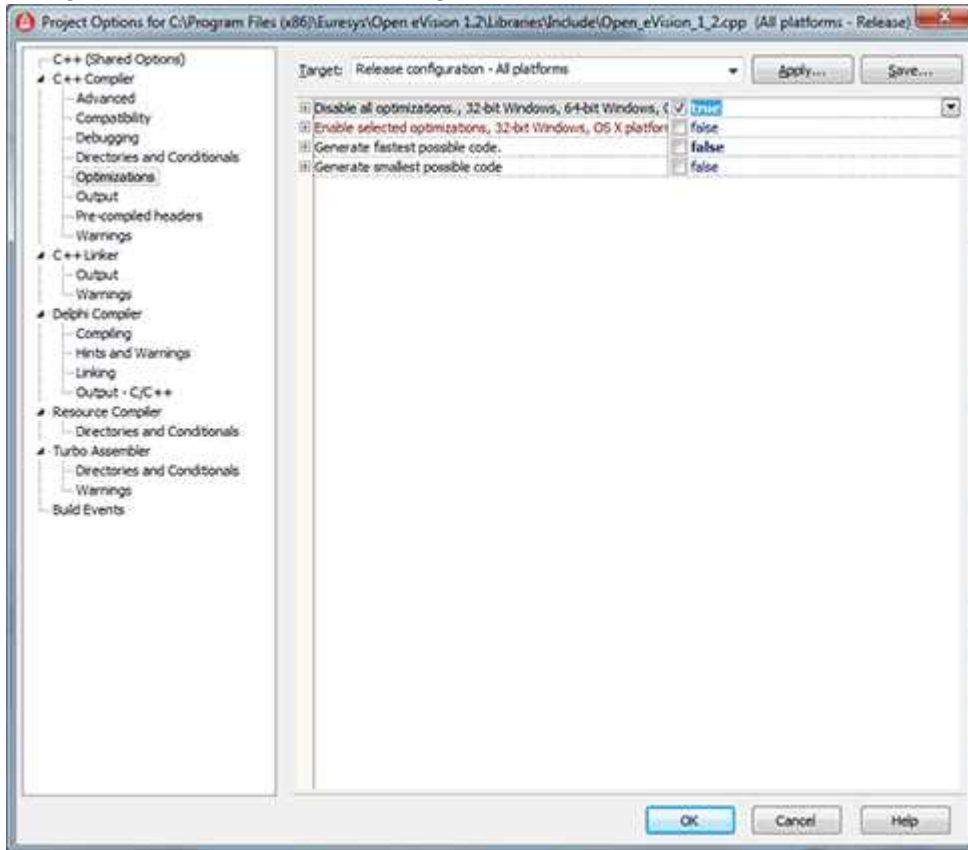 Project Options for C:\Program Files (x86)\Euresys\Open eVision 1.2\Libraries\Include\Open_eVision_1_2.cpp (All platforms - Release)
C++ (Shared Options)
C++ Compiler
Advanced
Compatibility
Debugging
Directories and Conditionals
Optimizations
Output
Pre-compiled headers
Warnings
C++ Linker
Output
Warnings
Delphi Compiler
Compiling
Hints and Warnings
Linking
Output - C/C++
Resource Compiler
Directories and Conditionals
Turbo Assembler
Directories and Conditionals
Warnings
Build Events
Target: Release configuration - All platforms
Apply... Save...
Disable all optimizations., 32-bit Windows, 64-bit Windows, ( true
Enable selected optimizations, 32-bit Windows, OS X platfor false
Generate fastest possible code. false
Generate smallest possible code false
OK Cancel Help